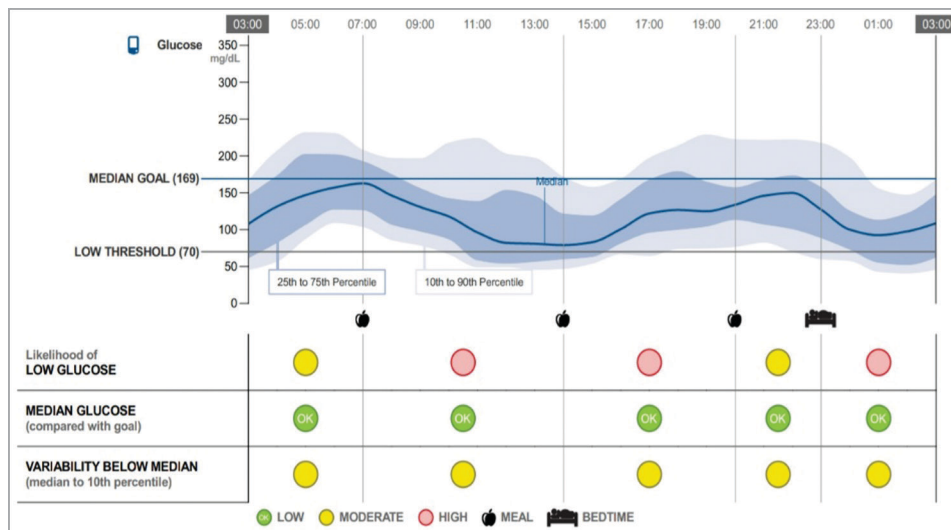 03:00 05:00 07:00 09:00 11:00 13:00 15:00 17:00 19:00 21:00 23:00 01:00 03:00
Glucose
mg/dL
350
300
250
200
MEDIAN GOAL (169)
150
Median
100
LOW THRESHOLD (70)
50
25th to 75th Percentile
10th to 90th Percentile
0
Likelihood of
LOW GLUCOSE
MEDIAN GLUCOSE
(compared with goal)
OK OK OK OK OK
VARIABILITY BELOW MEDIAN
(median to 10th percentile)
OK LOW MODERATE HIGH MEAL BEDTIME